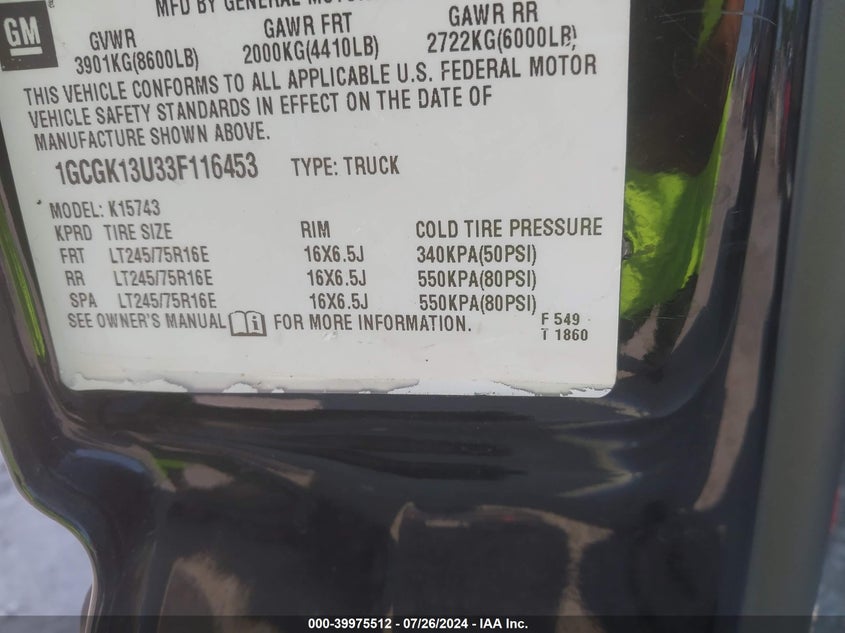 MFD BY GENERAL MOTOR
GM
GVWR GAWR FRT GAWR RR
3901KG(8600LB) 2000KG(4410LB) 2722KG(6000LB)
THIS VEHICLE CONFORMS TO ALL APPLICABLE U.S. FEDERAL MOTOR
VEHICLE SAFETY STANDARDS IN EFFECT ON THE DATE OF
MANUFACTURE SHOWN ABOVE.
1GCGK13U33F116453 TYPE: TRUCK
MODEL: K15743
KPRD TIRE SIZE RIM COLD TIRE PRESSURE
FRT LT245/75R16E 16X6.5J 340KPA(50PSI)
RR LT245/75R16E 16X6.5J 550KPA(80PSI)
SPA LT245/75R16E 16X6.5J 550KPA(80PSI)
SEE OWNER'S MANUAL FOR MORE INFORMATION.
F 549
T 1860
000-39975512 / 07/26/2024 - IAA Inc.